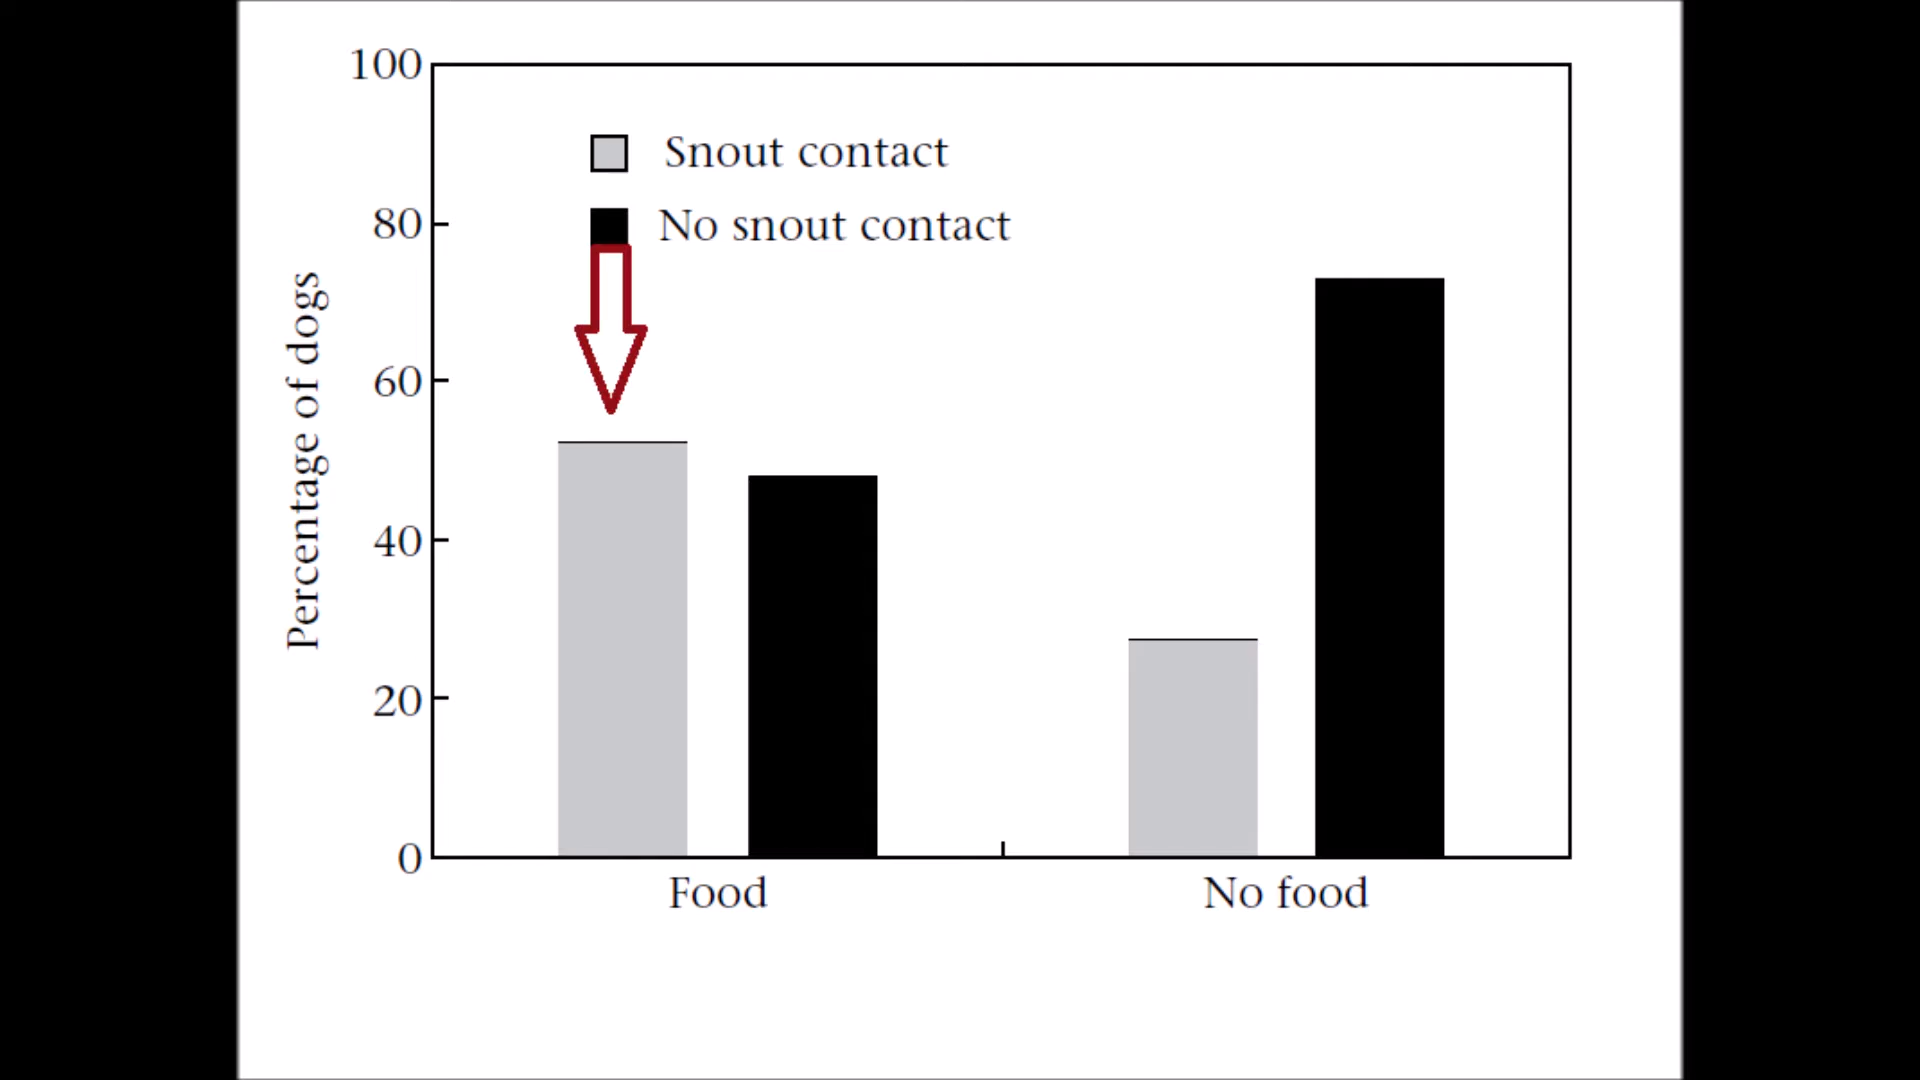 100
Snout contact
80
No snout contact
60
Percentage of dogs
40
20
0
Food
No food